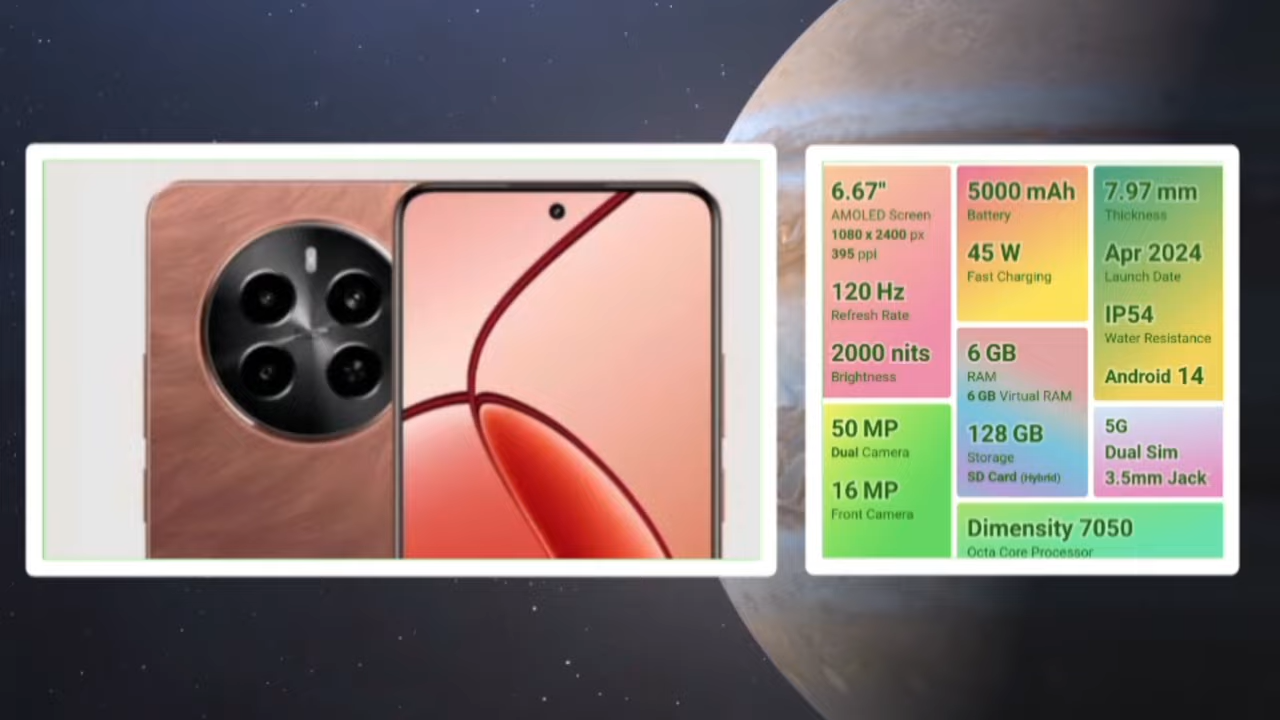 6.67"
AMOLED Screen
1080 x 2400 px
395 ppi
120 Hz
Refresh Rate
2000 nits
Brightness
50 MP
Dual Camera
16 MP
Front Camera
5000 mAh
Battery
45 W
Fast Charging
6 GB
RAM
6 GB Virtual RAM
128 GB
Storage
SD Card (Hybrid)
7.97 mm
Thickness
Apr 2024
Launch Date
IP54
Water Resistance
Android 14
5G
Dual Sim
3.5mm Jack
Dimensity 7050
Octa Core Processor